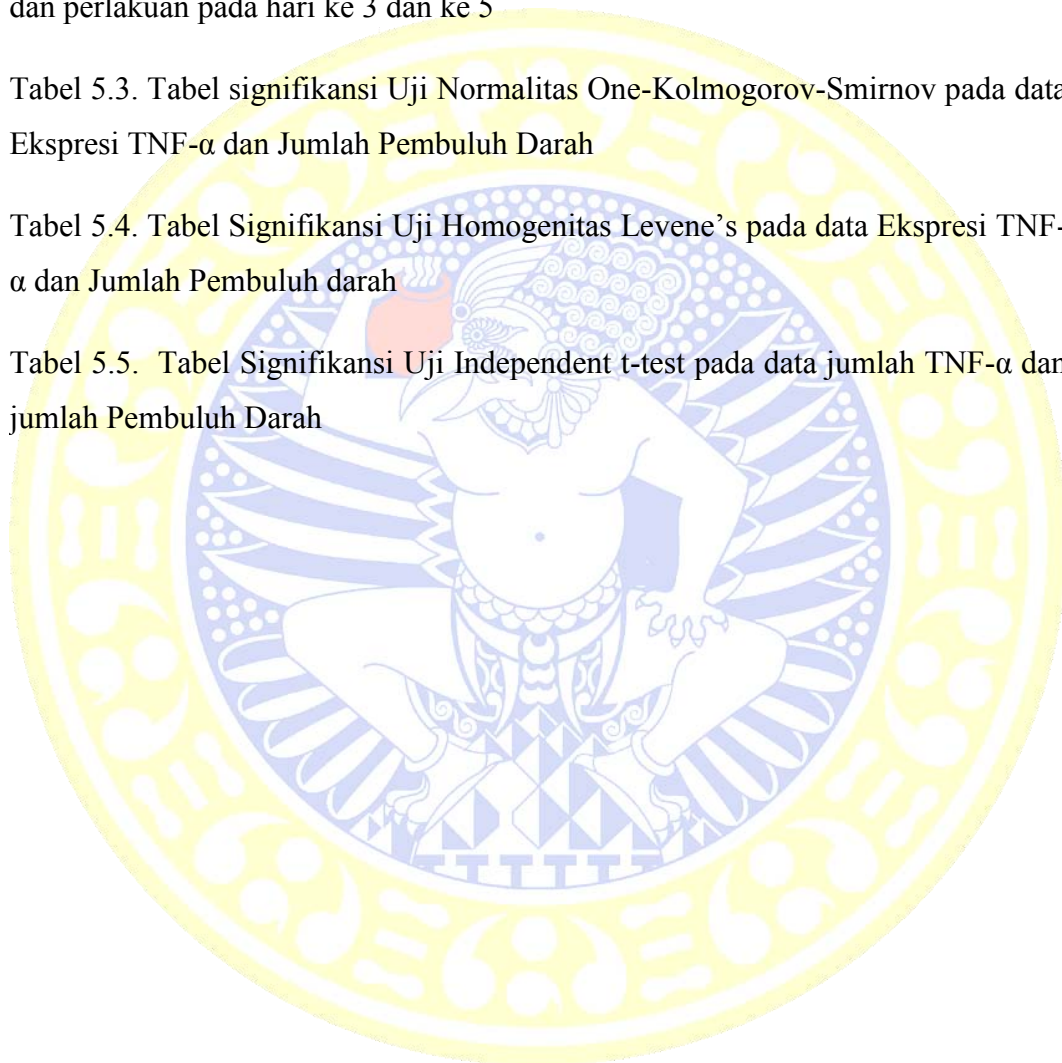 dan perlakuan pada hari ke 3 dan ke 5
Tabel 5.3. Tabel signifikansi Uji Normalitas One-Kolmogorov-Smirnov pada data
Ekspresi TNF-α dan Jumlah Pembuluh Darah
Tabel 5.4. Tabel Signifikansi Uji Homogenitas Levene’s pada data Ekspresi TNF-
α dan Jumlah Pembuluh darah
Tabel 5.5. Tabel Signifikansi Uji Independent t-test pada data jumlah TNF-α dan
jumlah Pembuluh Darah